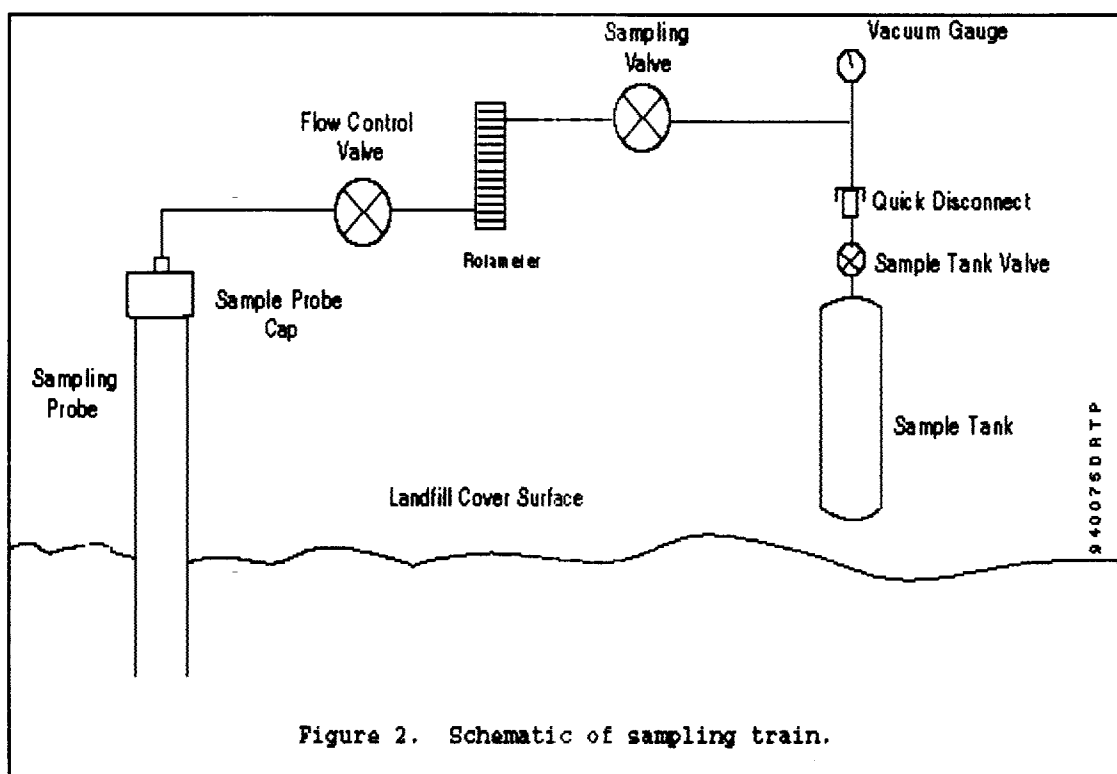 Vacuum Gauge
Sampling
Valve
Flow Control
Valve
Quick Disconnect
Rotameter
Sample Tank Valve
Sample Probe
Cap
Sampling
Probe
Sample Tank
Landfill Cover Surface
940075DRTP
Figure 2. Schematic of sampling train.